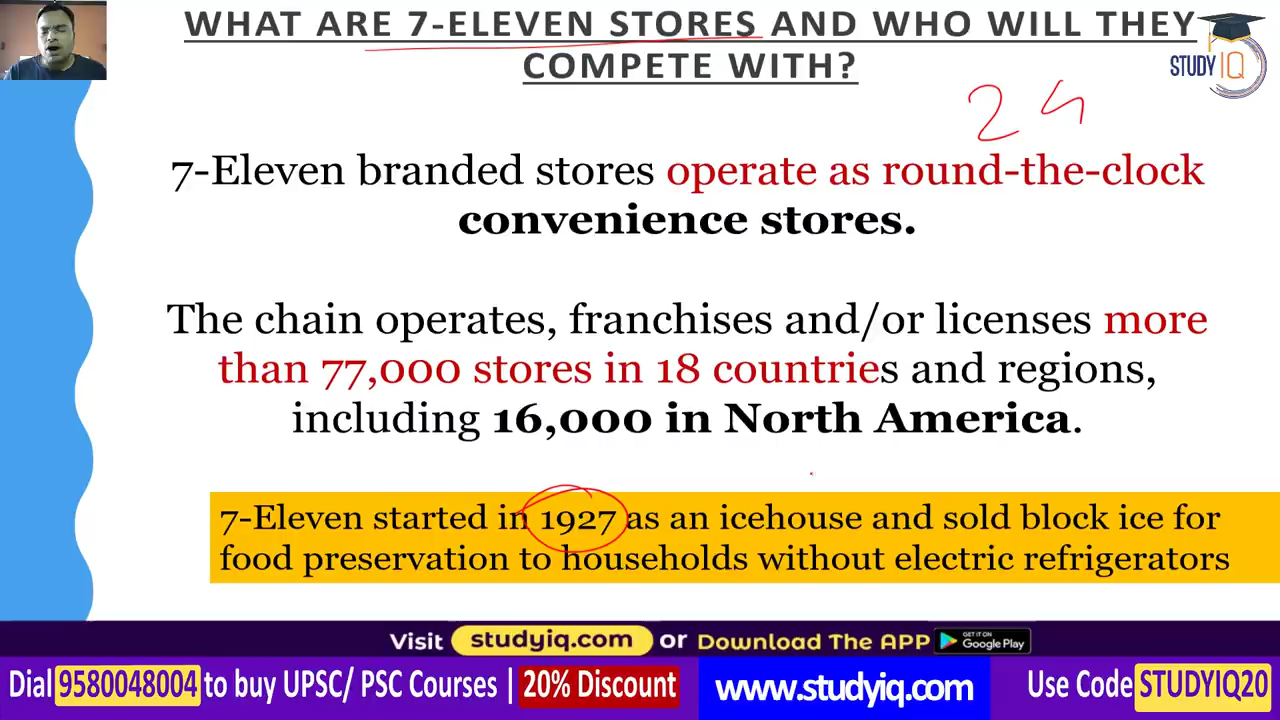 WHAT ARE 7-ELEVEN STORES AND WHO WILL THEY
COMPETE WITH?
STUDY IQ
24
7-Eleven branded stores operate as round-the-clock
convenience stores.
The chain operates, franchises and/or licenses more
than 77,000 stores in 18 countries and regions,
including 16,000 in North America.
7-Eleven started in 1927 as an icehouse and sold block ice for
food preservation to households without electric refrigerators
Visit studyiq.com or Download The APP GET IT ON Google Play
Dial 9580048004 to buy UPSC/ PSC Courses | 20% Discount www.studyiq.com Use Code STUDYIQ20